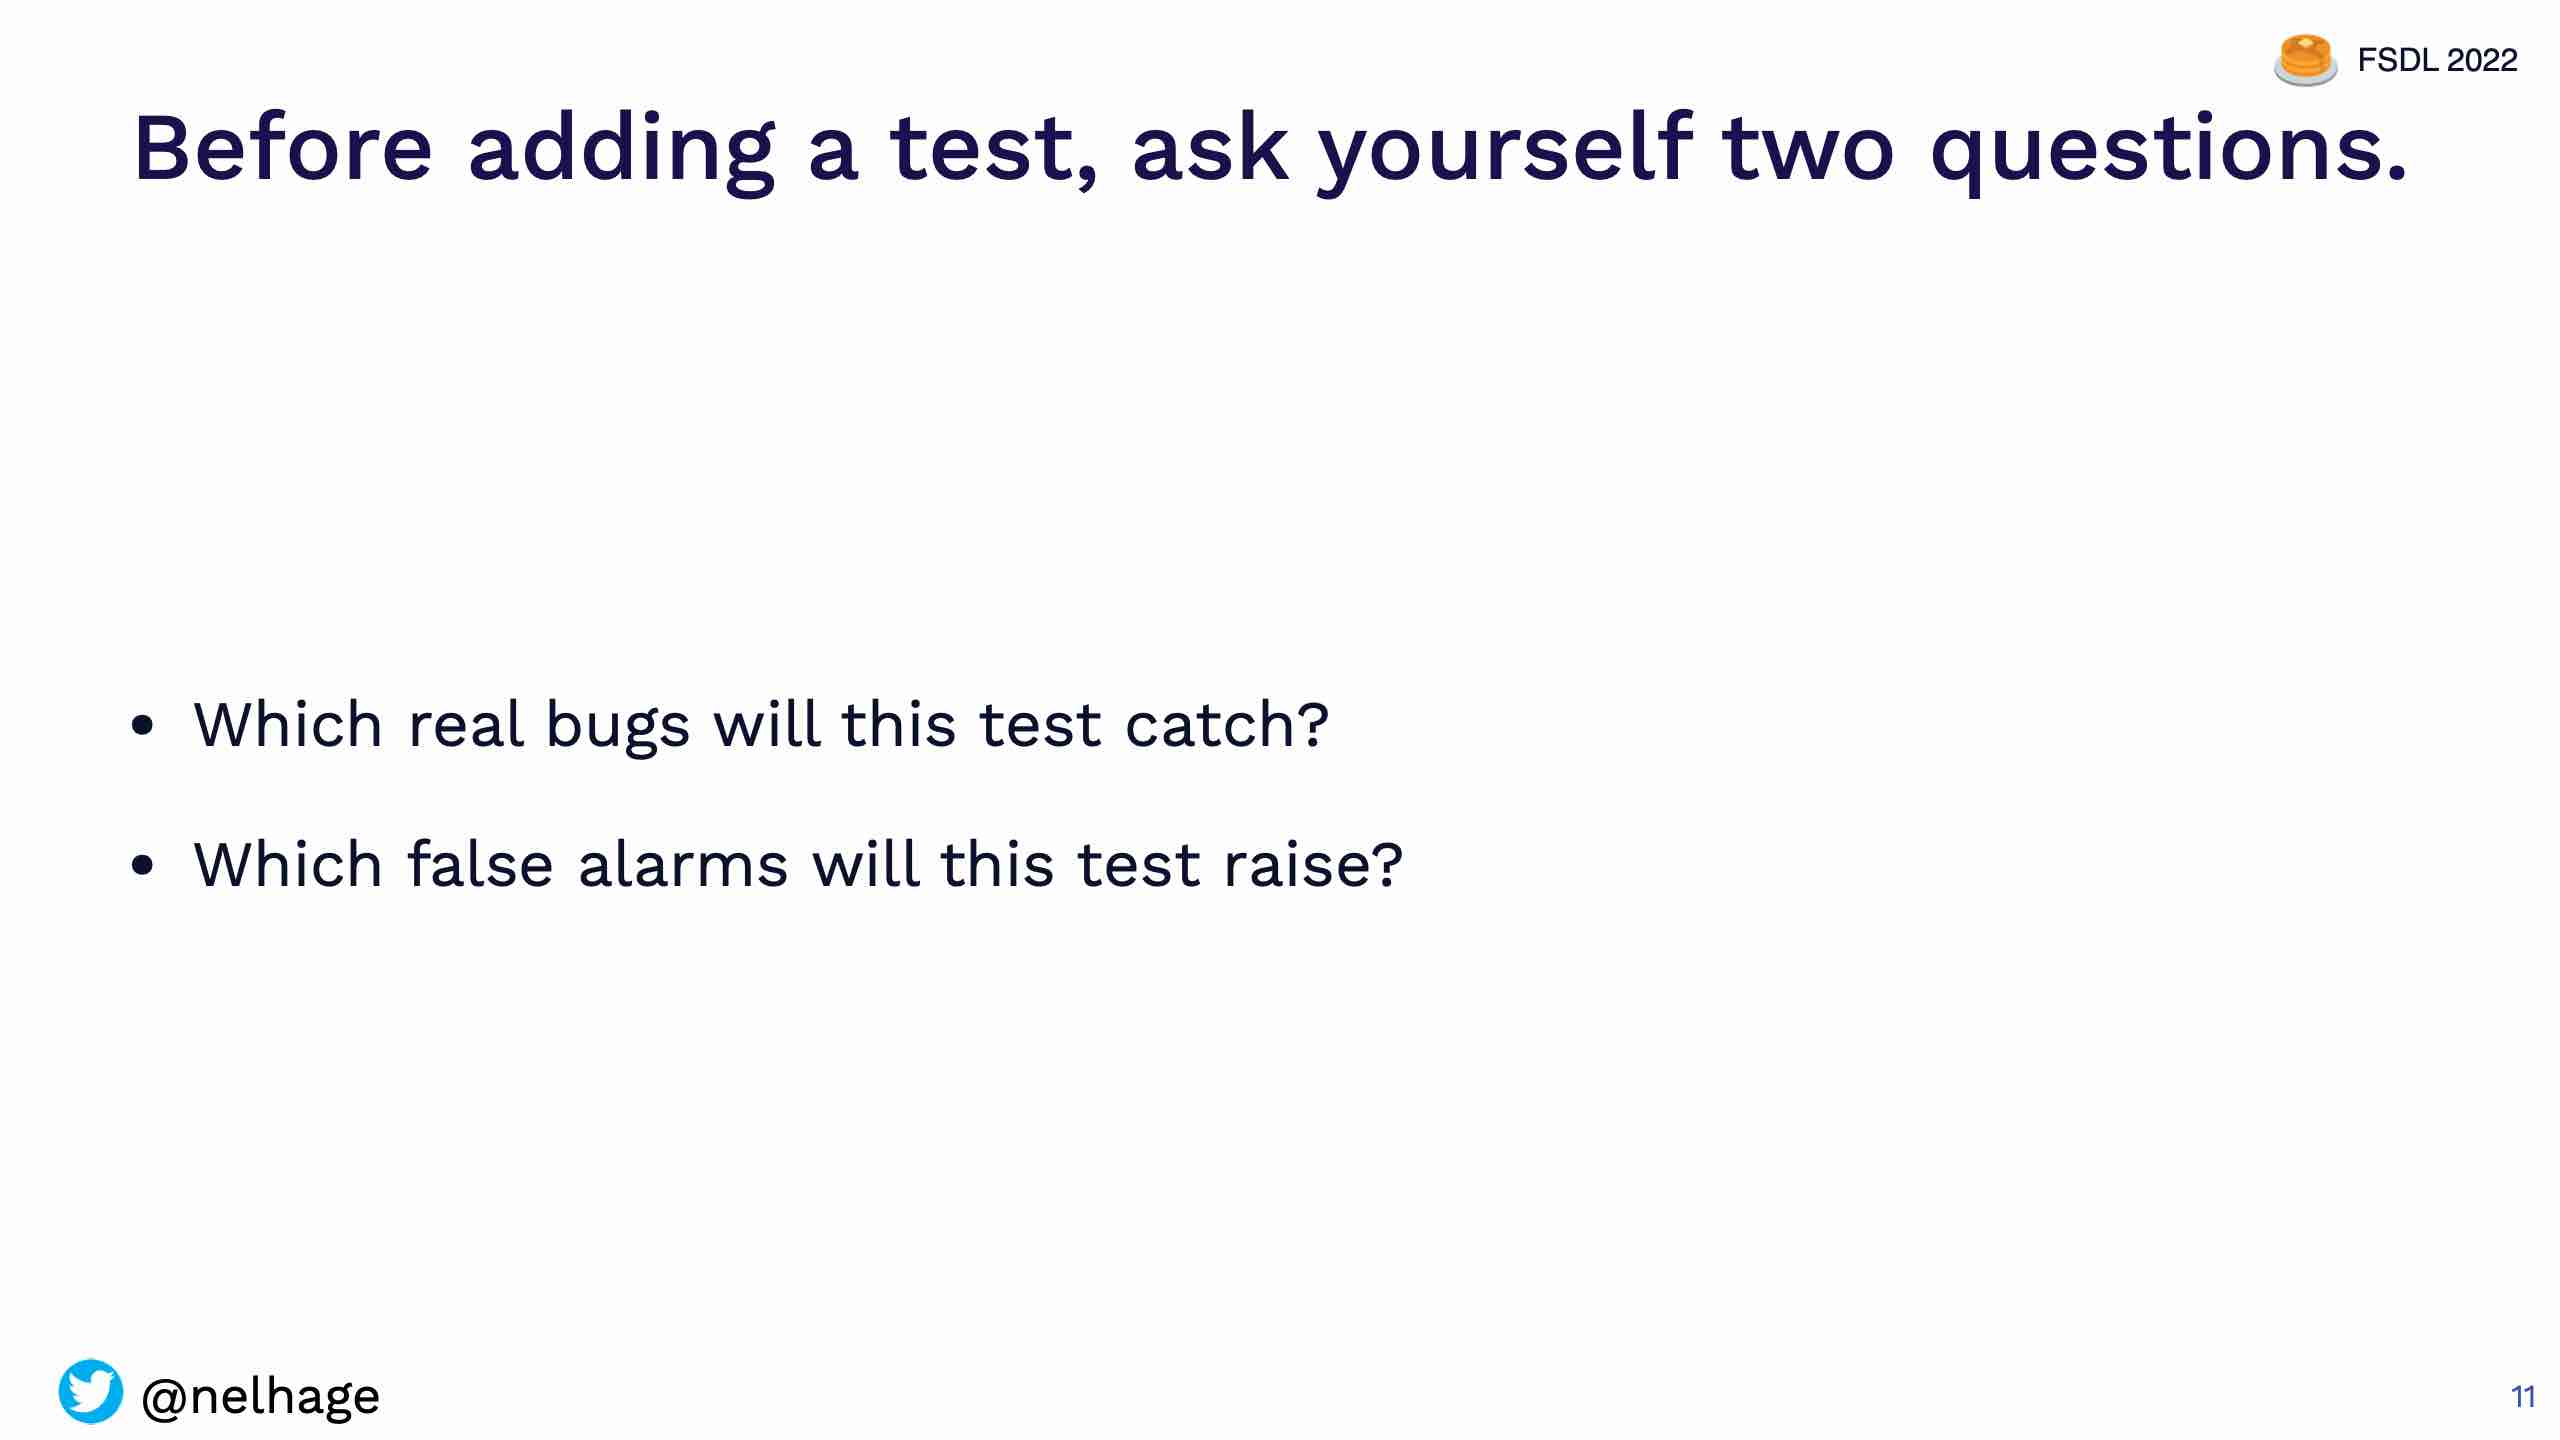 FSDL 2022
Before adding a test, ask yourself two questions.
• Which real bugs will this test catch?
• Which false alarms will this test raise?
@nelhage
11